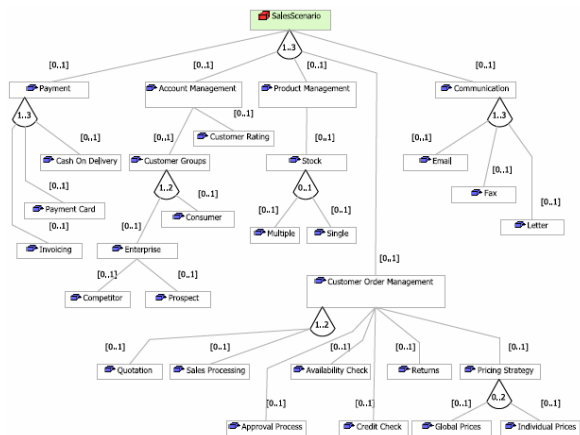 SalesScenario
1..3
[0..1] [0..1] [0..1] [0..1] [0..1]
Payment Account Management Product Management Communication
1..3 [0..1] [0..1] [0..1] 1..3
[0..1] Customer Rating
Cash On Delivery Customer Groups Stock [0..1] Email
[0..1] 1..2 [0..1] 0..1 [0..1] Fax
Payment Card [0..1] Consumer [0..1] [0..1] [0..1] Letter
[0..1] Invoicing Enterprise Multiple Single
[0..1] [0..1] [0..1]
Competitor Prospect Customer Order Management
1..2
[0..1] [0..1] [0..1] [0..1] [0..1]
Quotation Sales Processing Availability Check Returns Pricing Strategy
[0..1] [0..1] [0..1] 0..2 [0..1]
Approval Process Credit Check Global Prices Individual Prices